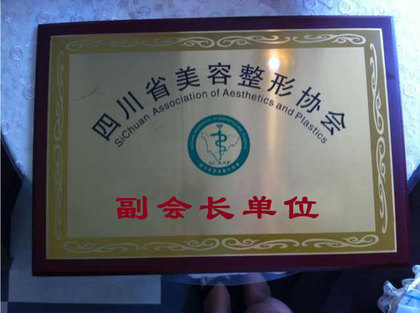 四川省美容整形协会
SiChuan Association of Aesthetics and Plastics
副会长单位